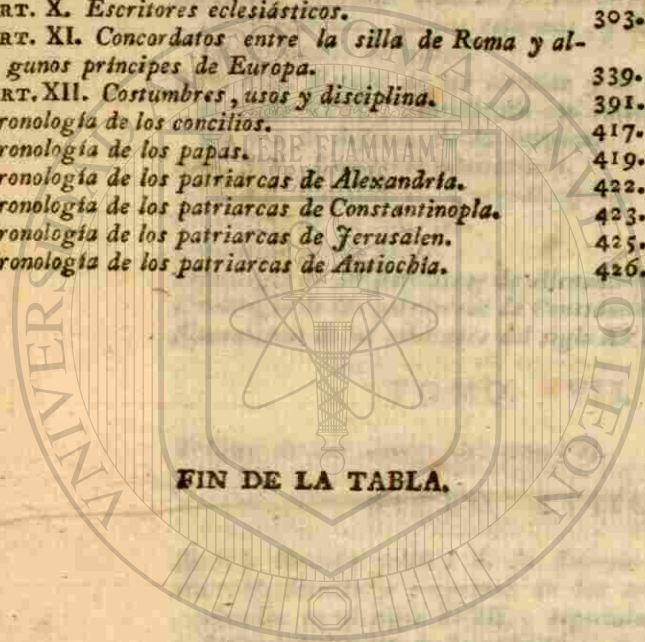 RT. X. Escritores eclesiásticos. 303.
RT. XI. Concordatos entre la silla de Roma y al-
gunos príncipes de Europa. 339.
RT. XII. Costumbres, usos y disciplina. 391.
ronología de los concilios. 417.
ronología de los papas. 419.
ronología de los patriarcas de Alexandría. 422.
ronología de los patriarcas de Constantinopla. 423.
ronología de los patriarcas de Jerusalen. 425.
ronología de los patriarcas de Antiochîa. 426.
FIN DE LA TABLA.
ERE FLAMMAM